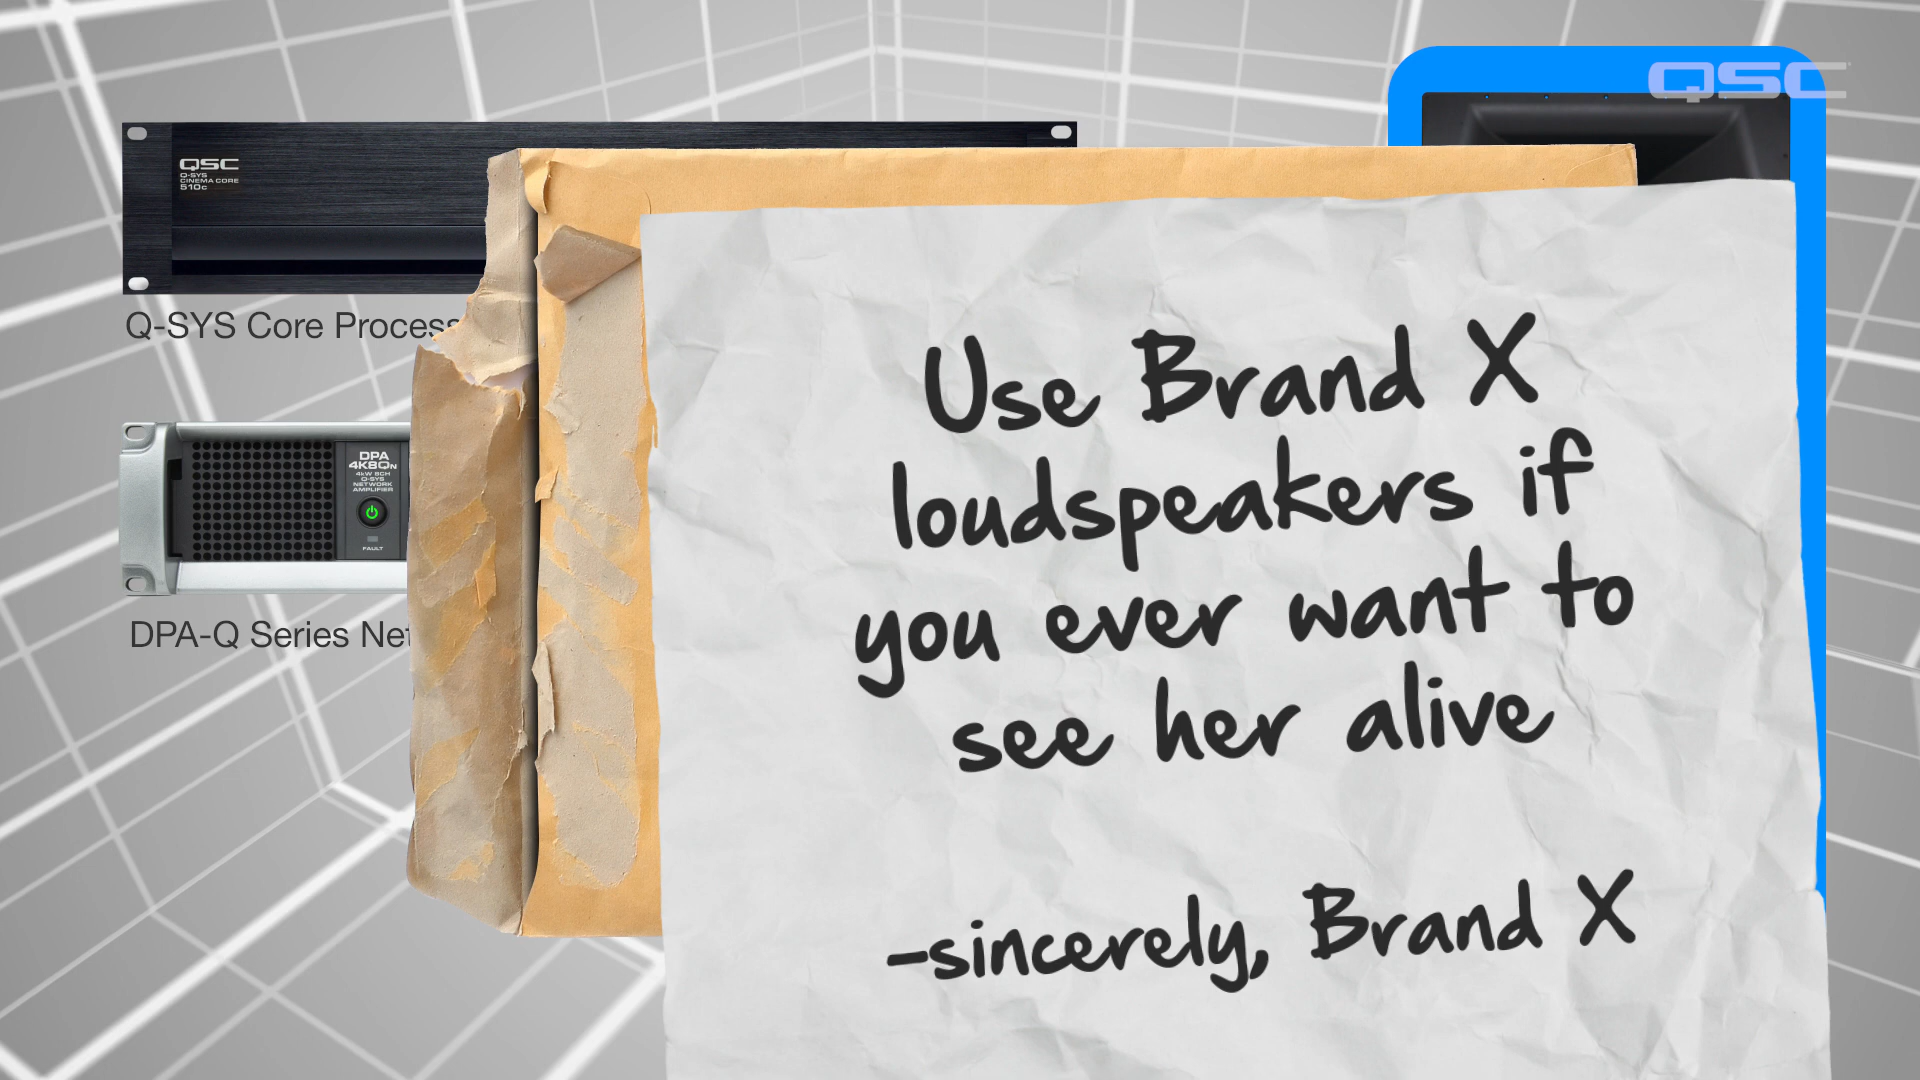 QSC
QSC
Q-SYS
CINEMA CORE
510c
Q-SYS Core Process
DPA
4K8Qn
4kW 8CH
Q-SYS
NETWORK
AMPLIFIER
FAULT
DPA-Q Series Net
Use Brand X
loudspeakers if
you ever want to
see her alive
-sincerely, Brand X